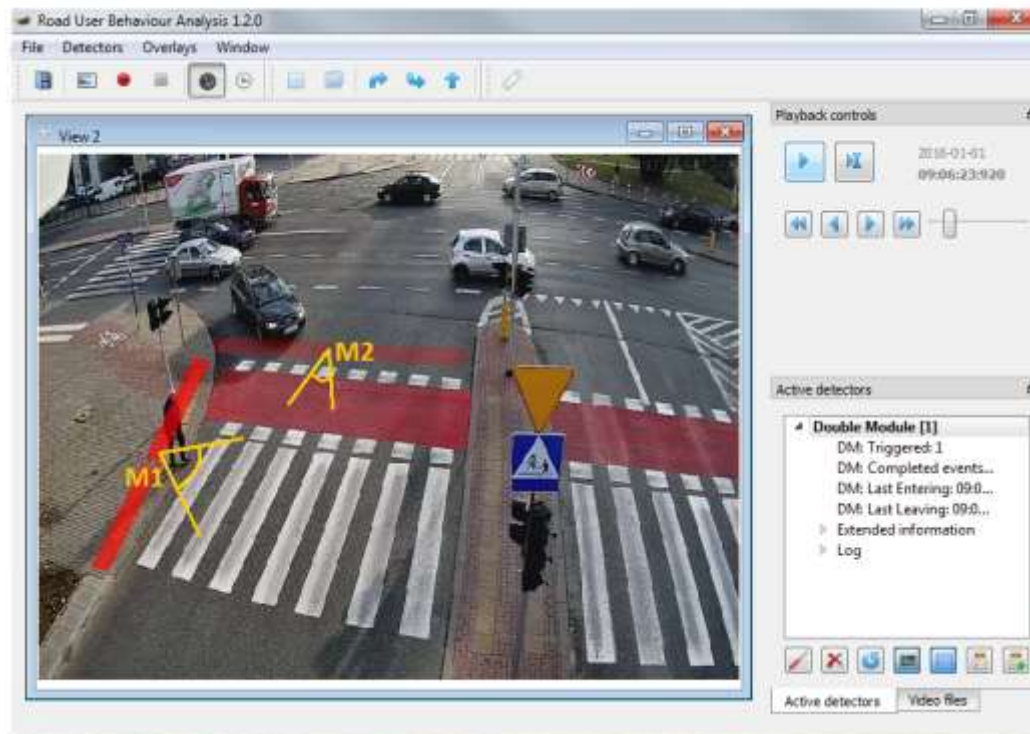 Road User Behaviour Analysis 1.2.0
File Detectors Overlays Window
View 2
M2
M1
Playback controls
2016-01-01
09:06:23:920
Active detectors
Double Module [1]
DM: Triggered: 1
DM: Completed events...
DM: Last Entering: 09:0...
DM: Last Leaving: 09:0...
Extended information
Log
Active detectors Video files